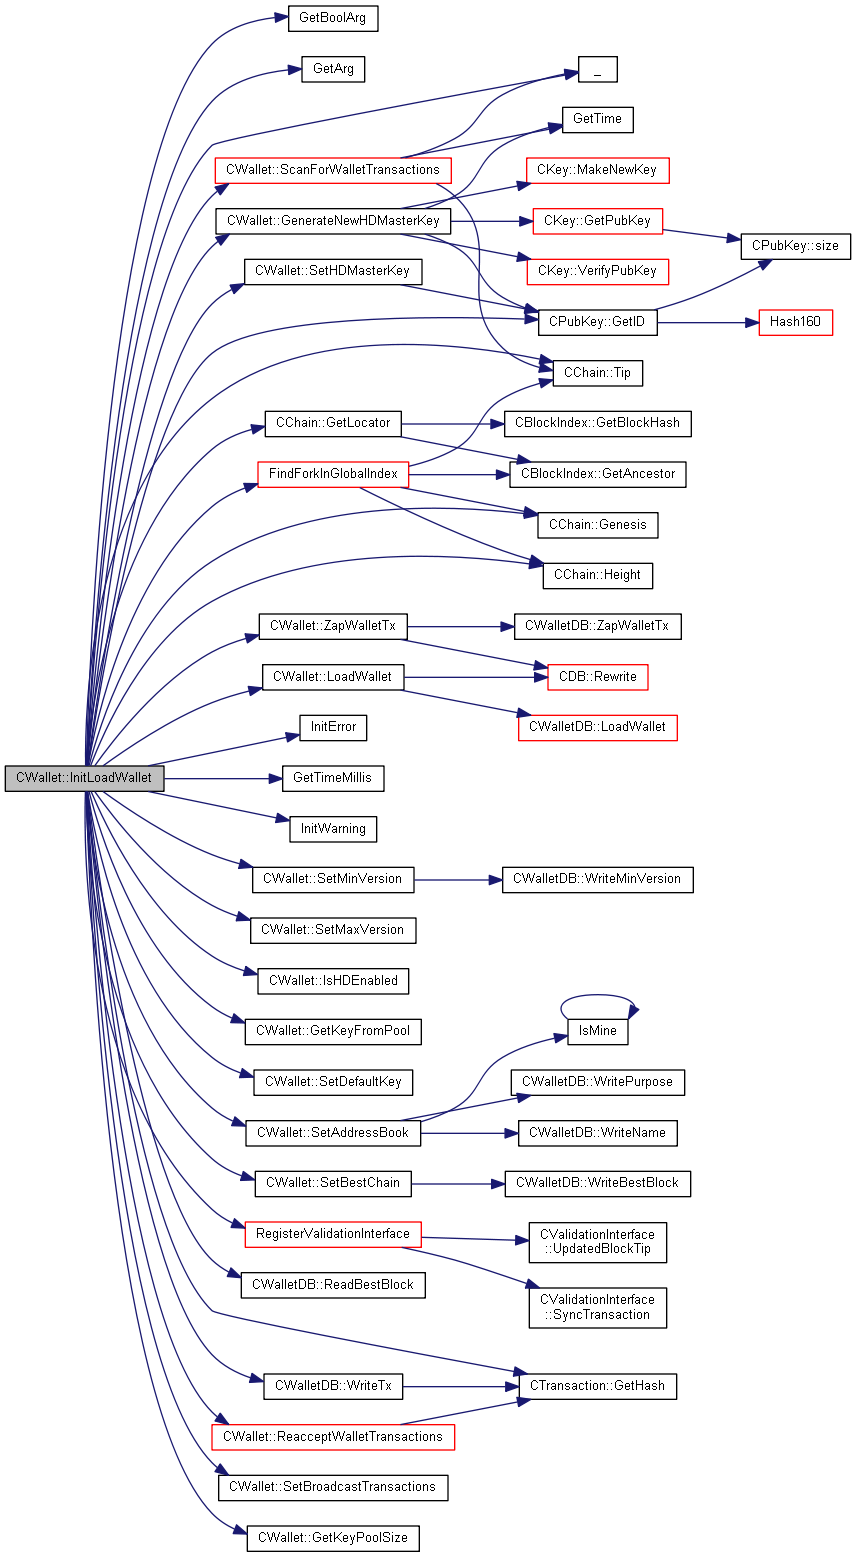 GetBoolArg
GetArg
_
GetTime
CWallet::ScanForWalletTransactions
CKey::MakeNewKey
CWallet::GenerateNewHDMasterKey
CKey::GetPubKey
CPubKey::size
CWallet::SetHDMasterKey
CKey::VerifyPubKey
CPubKey::GetID
Hash160
CChain::Tip
CChain::GetLocator
CBlockIndex::GetBlockHash
FindForkInGlobalIndex
CBlockIndex::GetAncestor
CChain::Genesis
CChain::Height
CWallet::ZapWalletTx
CWalletDB::ZapWalletTx
CWallet::LoadWallet
CDB::Rewrite
InitError
CWalletDB::LoadWallet
CWallet::InitLoadWallet
GetTimeMillis
InitWarning
CWallet::SetMinVersion
CWalletDB::WriteMinVersion
CWallet::SetMaxVersion
CWallet::IsHDEnabled
CWallet::GetKeyFromPool
IsMine
CWallet::SetDefaultKey
CWalletDB::WritePurpose
CWallet::SetAddressBook
CWalletDB::WriteName
CWallet::SetBestChain
CWalletDB::WriteBestBlock
RegisterValidationInterface
CValidationInterface
::UpdatedBlockTip
CWalletDB::ReadBestBlock
CValidationInterface
::SyncTransaction
CWalletDB::WriteTx
CTransaction::GetHash
CWallet::ReacceptWalletTransactions
CWallet::SetBroadcastTransactions
CWallet::GetKeyPoolSize